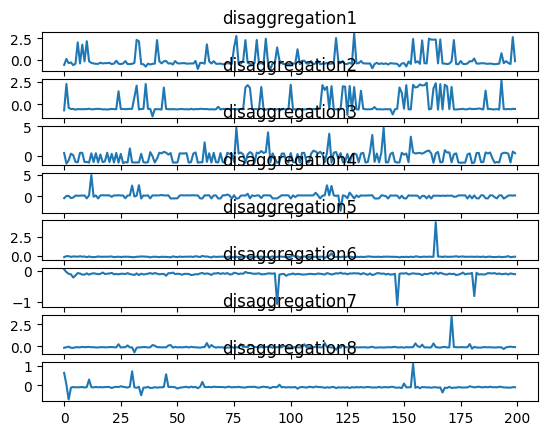 disaggregation1
2.5
0.0
disaggregation2
2.5
0.0
disaggregation3
5
0
disaggregation4
5
0
disaggregation5
2.5
0.0
disaggregation6
0
−1
disaggregation7
2.5
0.0
disaggregation8
1
0
0 25 50 75 100 125 150 175 200